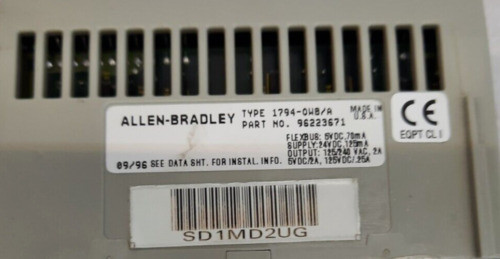 ALLEN-BRADLEY TYPE 1794-OW8/A MADE IN U.S.A.
PART NO. 96223671
CE
EQPT CL I
FLEXBUS: 5VDC, 70mA
SUPPLY: 24VDC, 125mA
OUTPUT: 125/240 VAC, 2A
09/96 SEE DATA SHT. FOR INSTAL. INFO. 5VDC/2A, 125VDC/.25A
SD1MD2UG